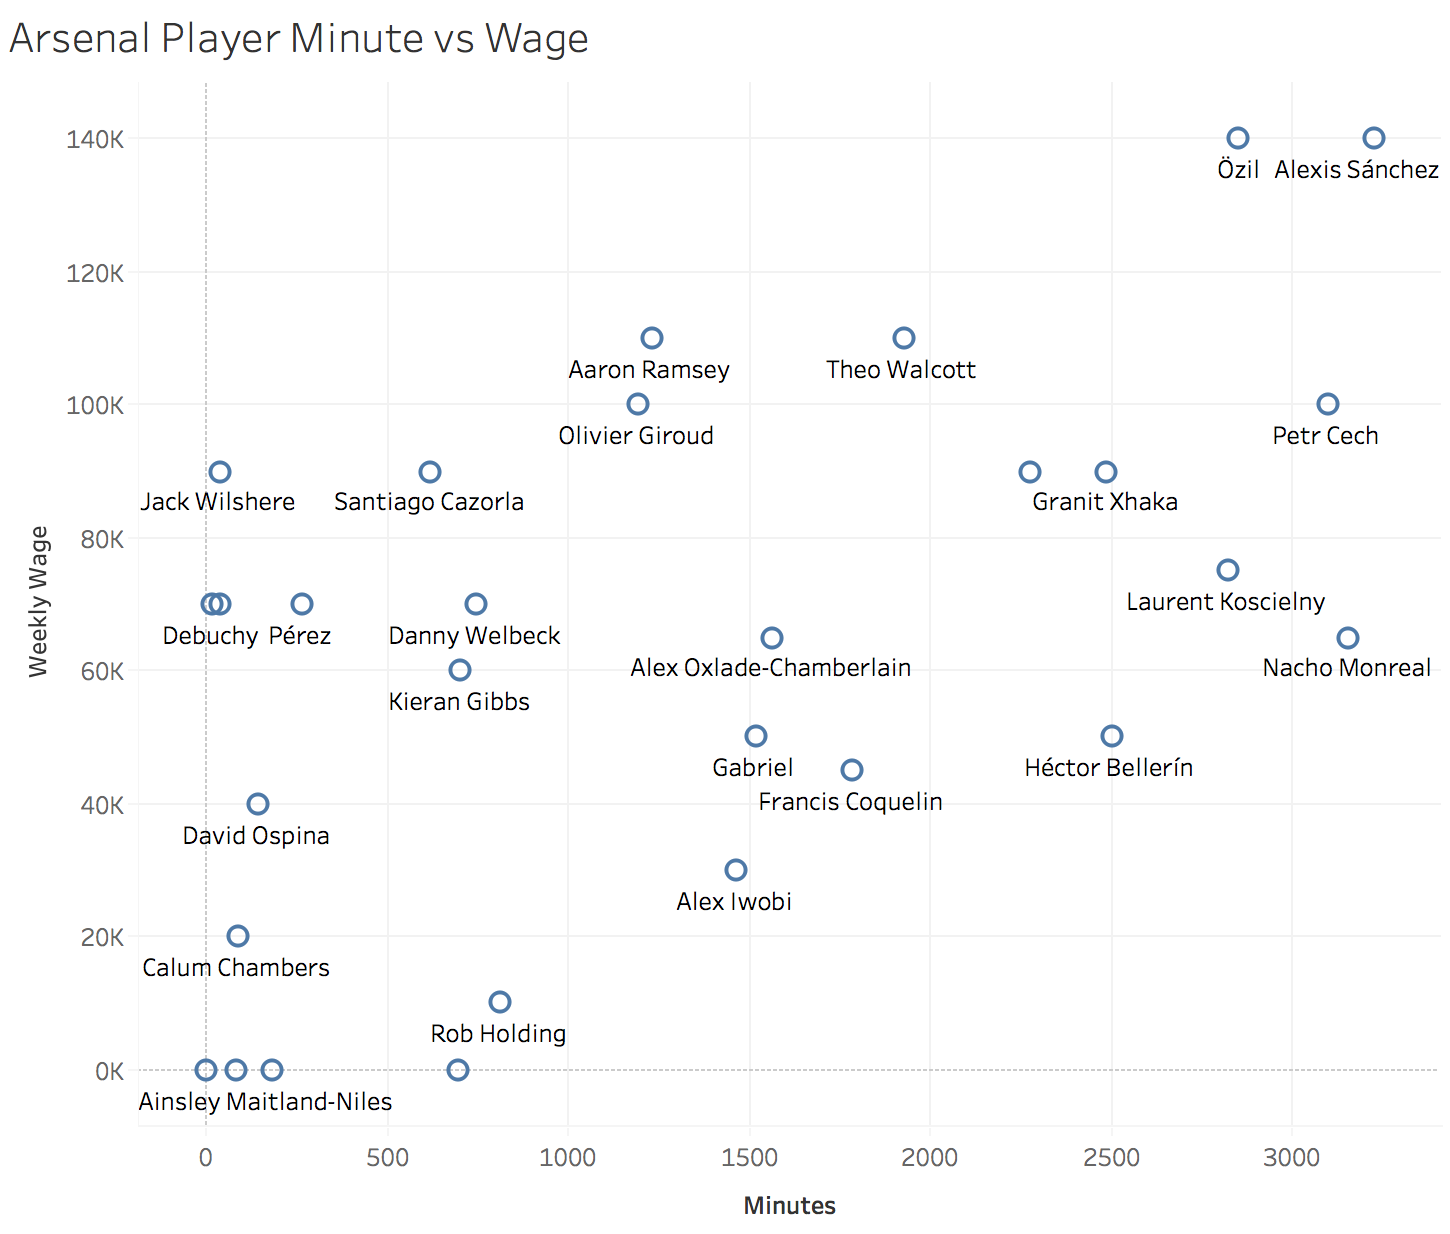 Arsenal Player Minute vs Wage
140K
Özil Alexis Sánchez
120K
Aaron Ramsey Theo Walcott
100K
Olivier Giroud Petr Cech
Jack Wilshere Santiago Cazorla Granit Xhaka
80K
Laurent Koscielny
Debuchy Pérez Danny Welbeck
Alex Oxlade-Chamberlain Nacho Monreal
60K
Kieran Gibbs
Gabriel Héctor Bellerín
40K
Francis Coquelin
David Ospina
Alex Iwobi
20K
Calum Chambers
Rob Holding
0K
Ainsley Maitland-Niles
Weekly Wage
0 500 1000 1500 2000 2500 3000
Minutes